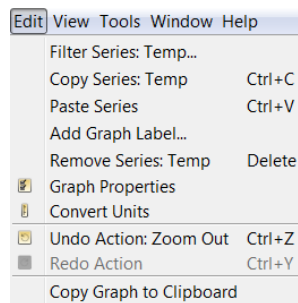 Edit View Tools Window Help
Filter Series: Temp...
Copy Series: Temp Ctrl+C
Paste Series Ctrl+V
Add Graph Label...
Remove Series: Temp Delete
Graph Properties
Convert Units
Undo Action: Zoom Out Ctrl+Z
Redo Action Ctrl+Y
Copy Graph to Clipboard